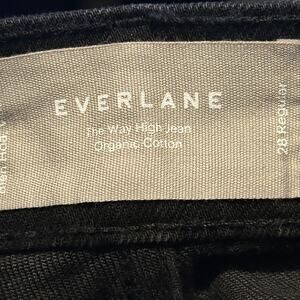 EVERLANE
The Way High Jean
Organic Cotton
28 Regular